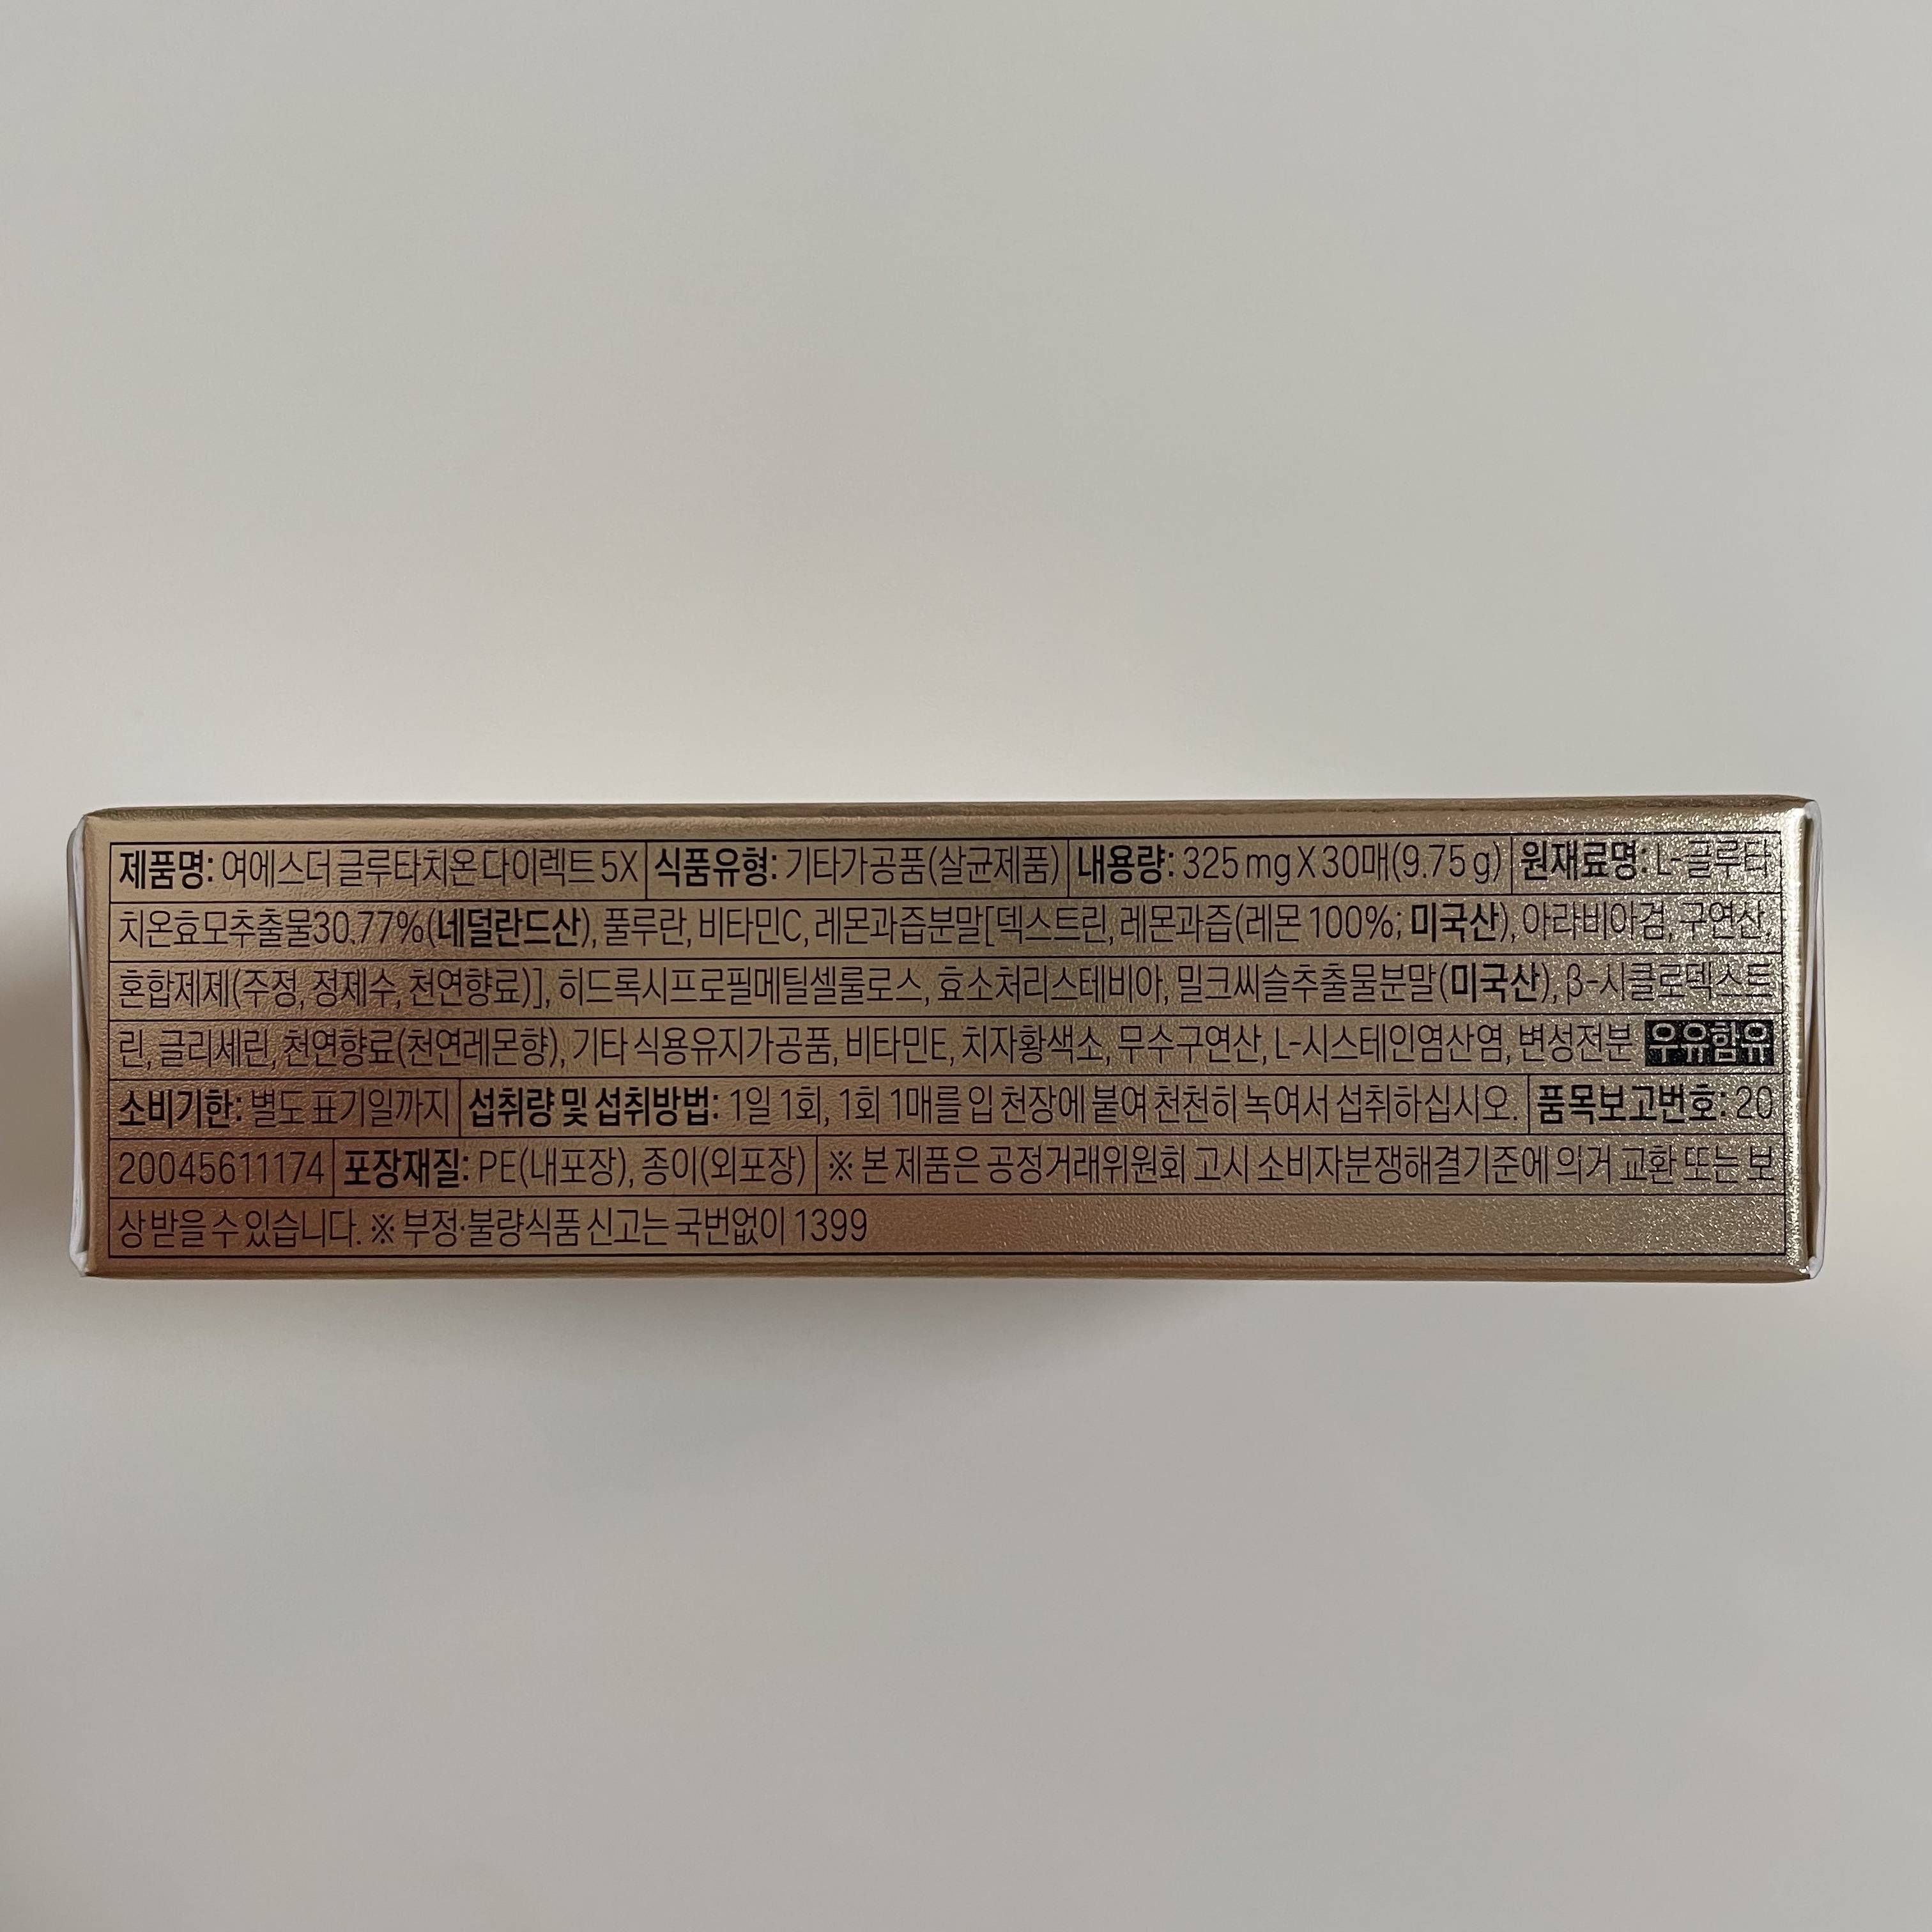 제품명: 여에스더 글루타치온 다이렉트 5X 식품유형: 기타가공품(살균제품) 내용량: 325 mg X 30매(9.75 g) 원재료명: L-글루타
치온효모추출물30.77%(네덜란드산), 풀루란, 비타민C, 레몬과즙분말[덱스트린, 레몬과즙(레몬 100%; 미국산), 아라비아검, 구연산,
혼합제제(주정, 정제수, 천연향료)], 히드록시프로필메틸셀룰로스, 효소처리스테비아, 밀크씨슬추출물분말(미국산), β-시클로덱스트
린, 글리세린, 천연향료(천연레몬향), 기타 식용유지가공품, 비타민E, 치자황색소, 무수구연산, L-시스테인염산염, 변성전분 우유함유
소비기한: 별도 표기일까지 섭취량 및 섭취방법: 1일 1회, 1회 1매를 입 천장에 붙여 천천히 녹여서 섭취하십시오. 품목보고번호: 20
20045611174 포장재질: PE(내포장), 종이(외포장) ※ 본 제품은 공정거래위원회 고시 소비자분쟁해결기준에 의거 교환 또는 보
상 받을 수 있습니다. ※ 부정·불량식품 신고는 국번없이 1399